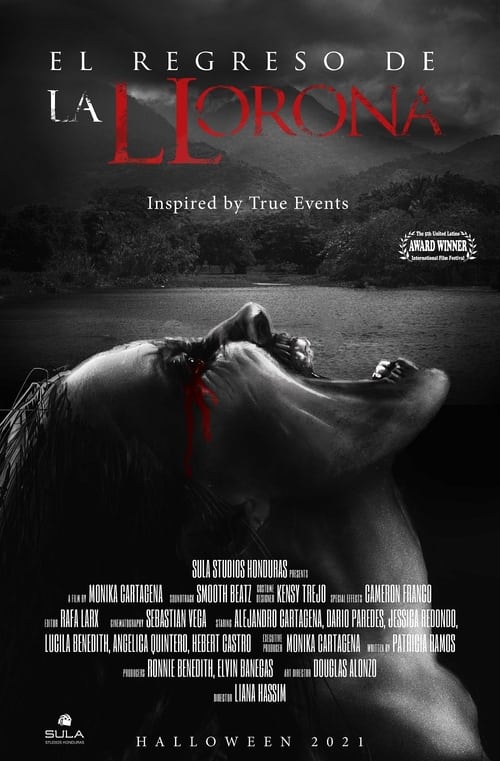 EL REGRESO DE
LA LLORONA
Inspired by True Events
The 5th United Latino
AWARD WINNER
International Film Festival
SULA STUDIOS HONDURAS PRESENTS
A FILM BY MONIKA CARTAGENA SOUNDTRACK SMOOTH BEATZ COSTUME DESIGNER KENSY TREJO SPECIAL EFFECTS CAMERON FRANCO
EDITOR RAFA LARX CINEMATOGRAPHY SEBASTIAN VEGA STARING ALEJANDRO CARTAGENA, DARIO PAREDES, JESSICA REDONDO,
LUCILA BENEDITH, ANGELICA QUINTERO, HEBERT CASTRO EXECUTIVE PRODUCER MONIKA CARTAGENA WRITTEN BY PATRICIA RAMOS
PRODUCERS RONNIE BENEDITH, ELVIN BANEGAS ART DIRECTOR DOUGLAS ALONZO
DIRECTOR LIANA HASSIM
SULA
STUDIOS HONDURAS
HALLOWEEN 2021